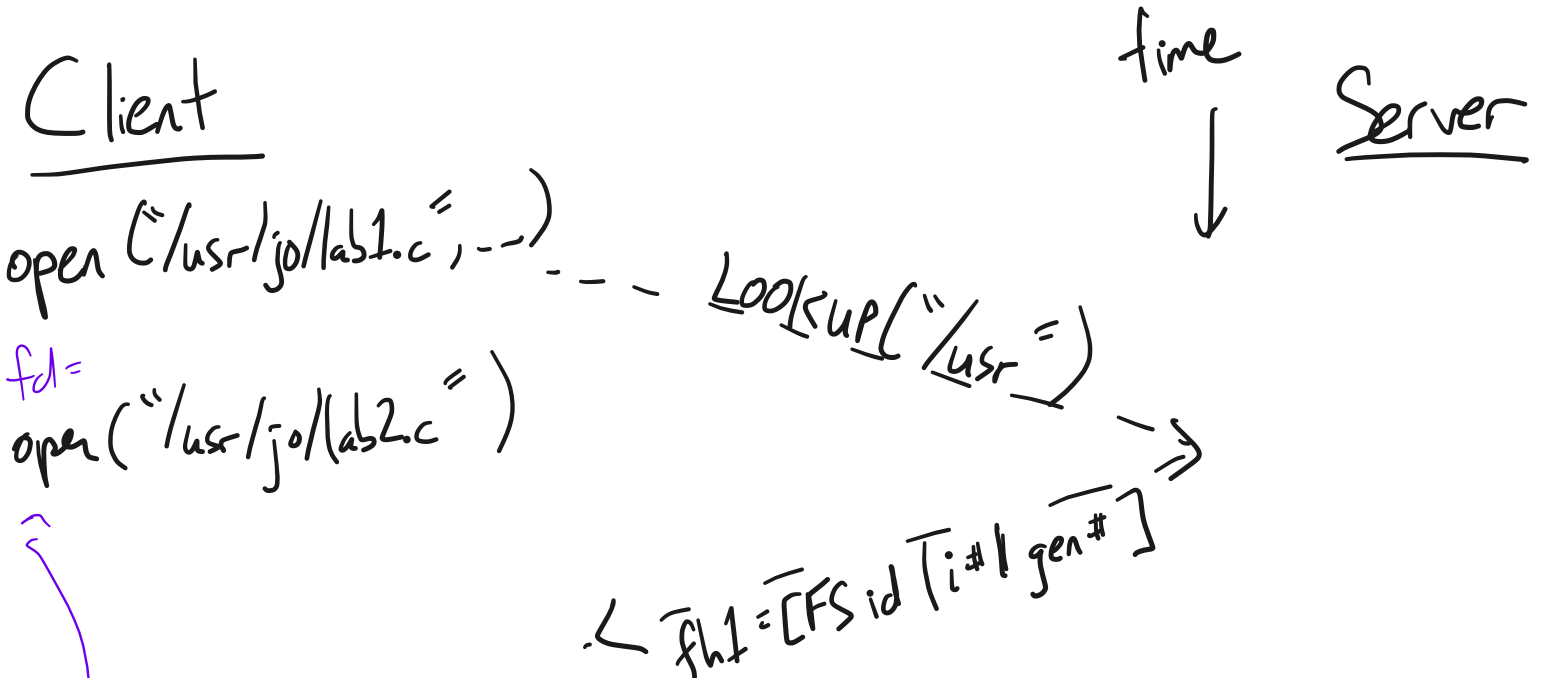 time
Client
Server
open ("/usr/jo/lab1.c", ---)
LOOKUP("/usr")
fd=
open("/usr/jo/lab2.c")
fh1=[FS id | i# | gen#]